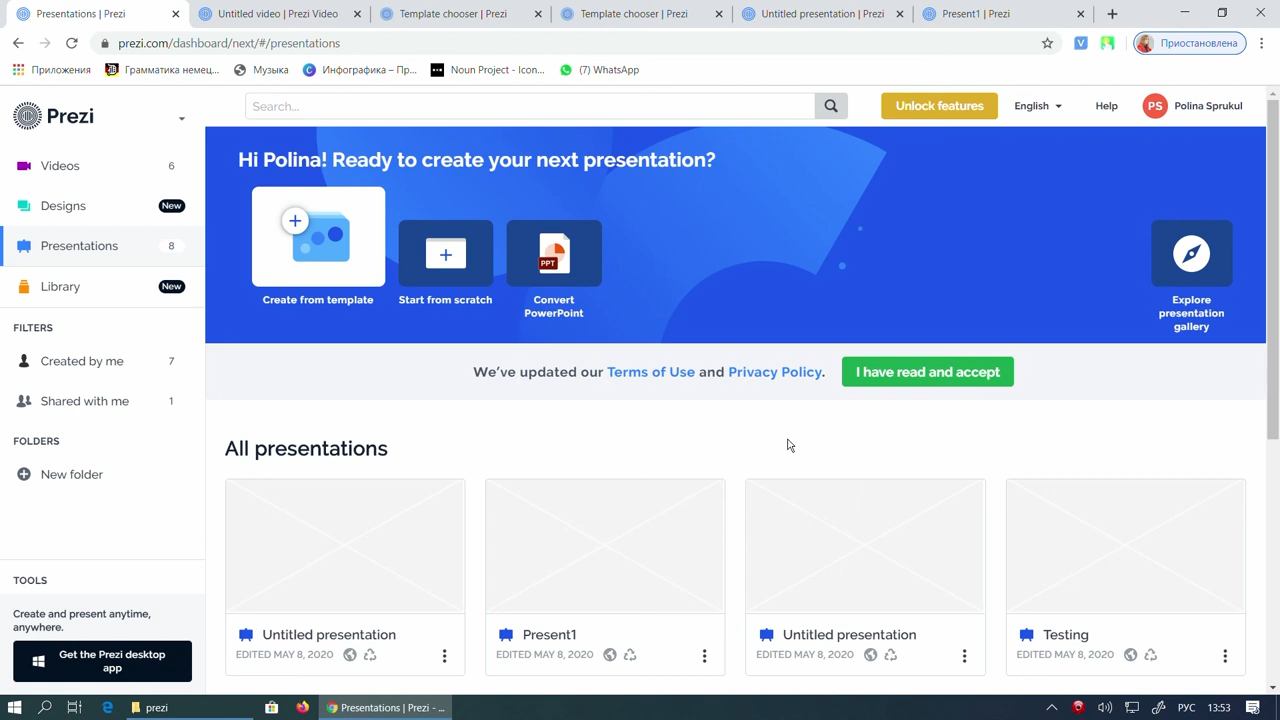 Presentations | Prezi
Untitled video | Prezi Video
Template chooser | Prezi
Template chooser | Prezi
Untitled presentation | Prezi
Present1 | Prezi
prezi.com/dashboard/next/#/presentations
Приостановлена
Приложения
Грамматика немец...
Музыка
Инфографика – Пр...
Noun Project - Icon...
(7) WhatsApp
Prezi
Search...
Unlock features
English
Help
PS
Polina Sprukul
Videos 6
Designs New
Presentations 8
Library New
FILTERS
Created by me 7
Shared with me 1
FOLDERS
New folder
TOOLS
Create and present anytime,
anywhere.
Get the Prezi desktop
app
Hi Polina! Ready to create your next presentation?
Create from template
Start from scratch
PPT
Convert
PowerPoint
Explore
presentation
gallery
We've updated our Terms of Use and Privacy Policy.
I have read and accept
All presentations
Untitled presentation
EDITED MAY 8, 2020
Present1
EDITED MAY 8, 2020
Untitled presentation
EDITED MAY 8, 2020
Testing
EDITED MAY 8, 2020
prezi
Presentations | Prezi - ...
РУС
13:53